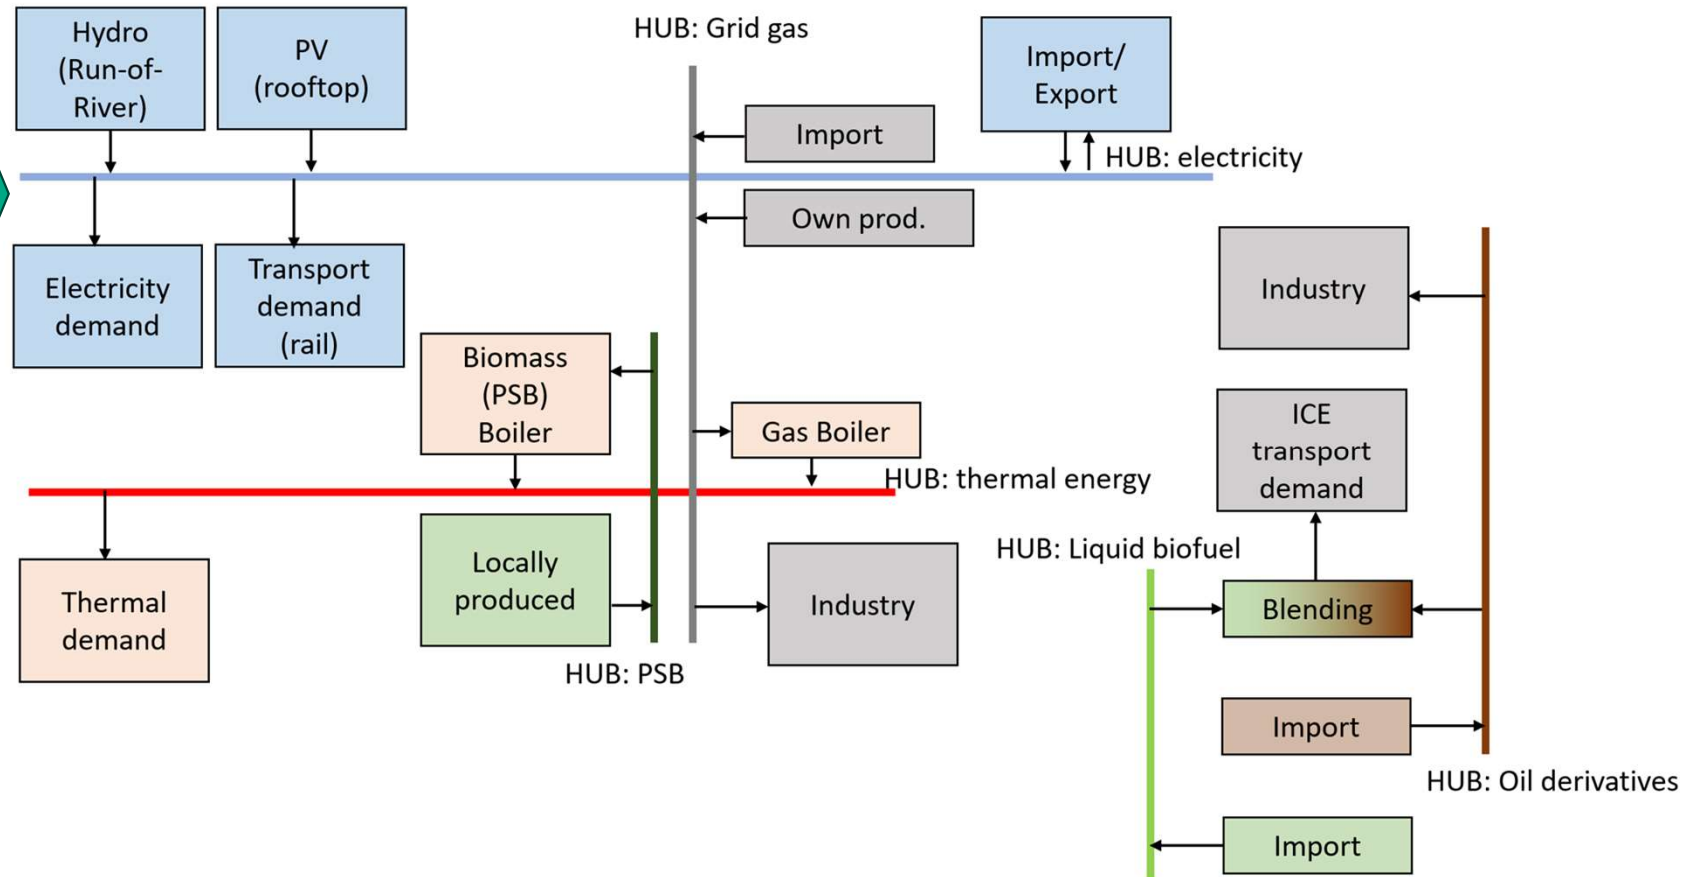 Hydro
(Run-of-
River)
PV
(rooftop)
HUB: Grid gas
Import/
Export
Import
HUB: electricity
Own prod.
Electricity
demand
Transport
demand
(rail)
Industry
Biomass
(PSB)
Boiler
Gas Boiler
ICE
transport
demand
HUB: thermal energy
Locally
produced
HUB: Liquid biofuel
Thermal
demand
Industry
Blending
HUB: PSB
Import
HUB: Oil derivatives
Import